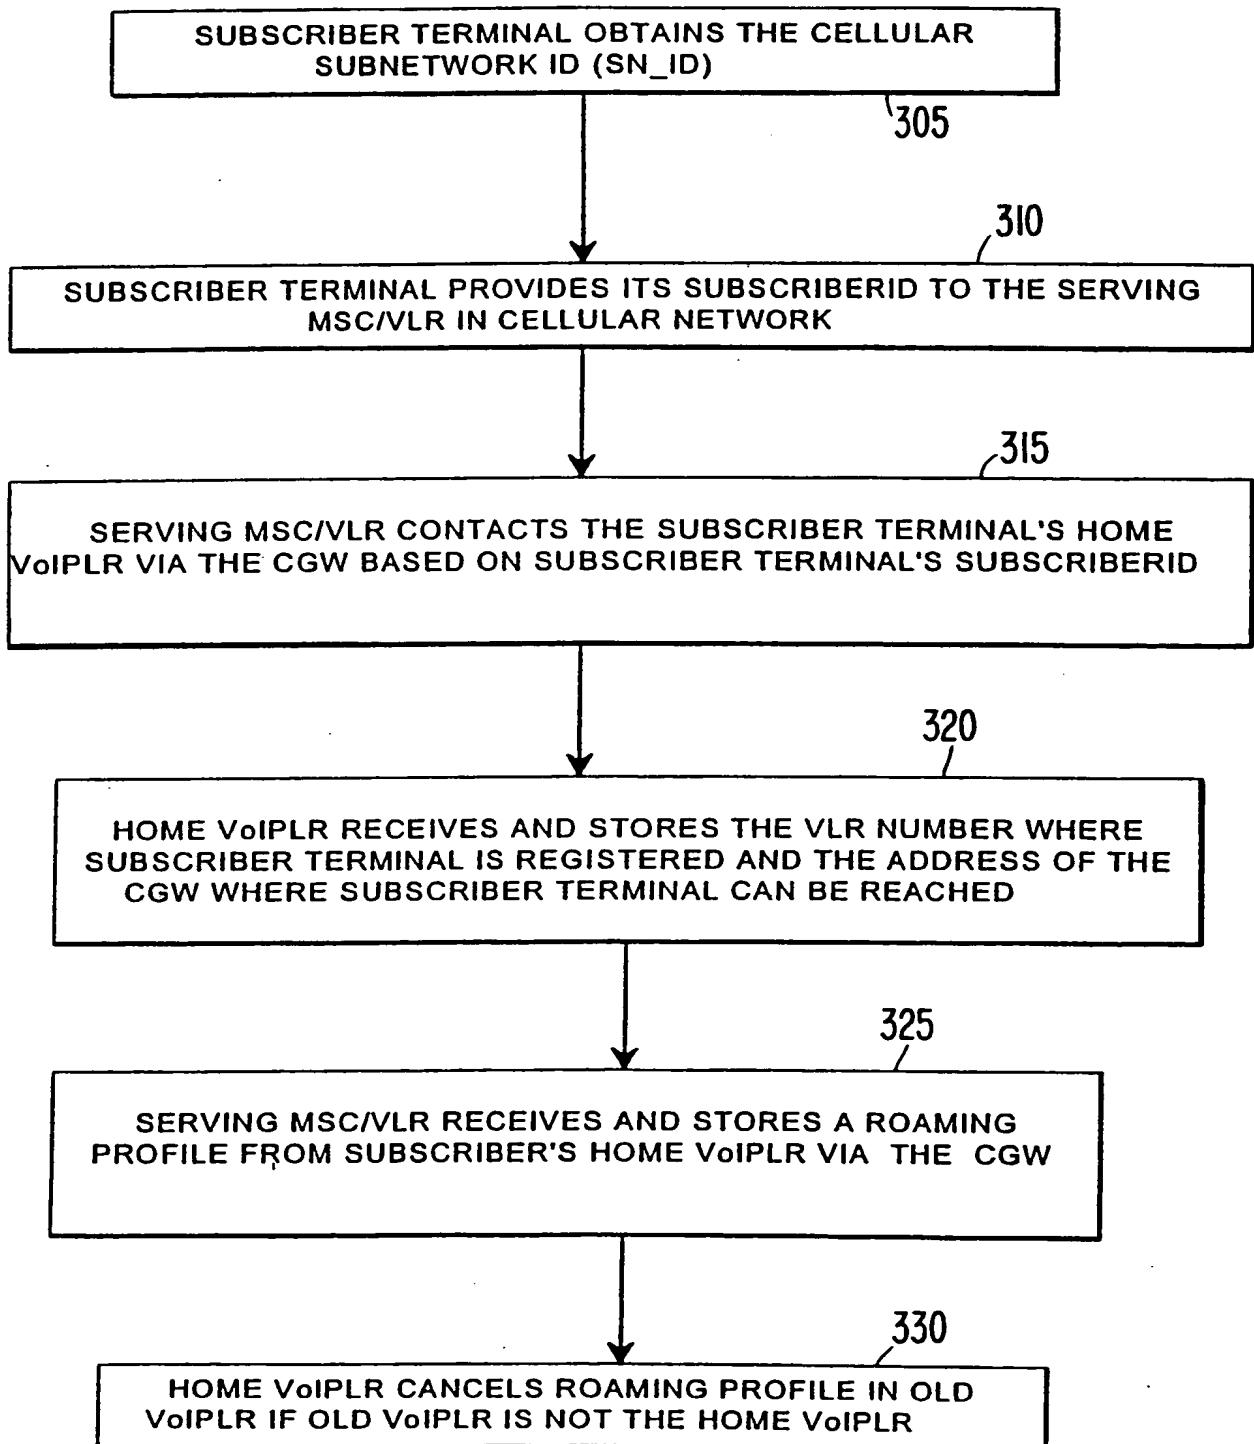 SUBSCRIBER TERMINAL OBTAINS THE CELLULAR
SUBNETWORK ID (SN_ID)
305
310
SUBSCRIBER TERMINAL PROVIDES ITS SUBSCRIBERID TO THE SERVING
MSC/VLR IN CELLULAR NETWORK
315
SERVING MSC/VLR CONTACTS THE SUBSCRIBER TERMINAL'S HOME
VoIPLR VIA THE CGW BASED ON SUBSCRIBER TERMINAL'S SUBSCRIBERID
320
HOME VoIPLR RECEIVES AND STORES THE VLR NUMBER WHERE
SUBSCRIBER TERMINAL IS REGISTERED AND THE ADDRESS OF THE
CGW WHERE SUBSCRIBER TERMINAL CAN BE REACHED
325
SERVING MSC/VLR RECEIVES AND STORES A ROAMING
PROFILE FROM SUBSCRIBER'S HOME VoIPLR VIA THE CGW
330
HOME VoIPLR CANCELS ROAMING PROFILE IN OLD
VoIPLR IF OLD VoIPLR IS NOT THE HOME VoIPLR